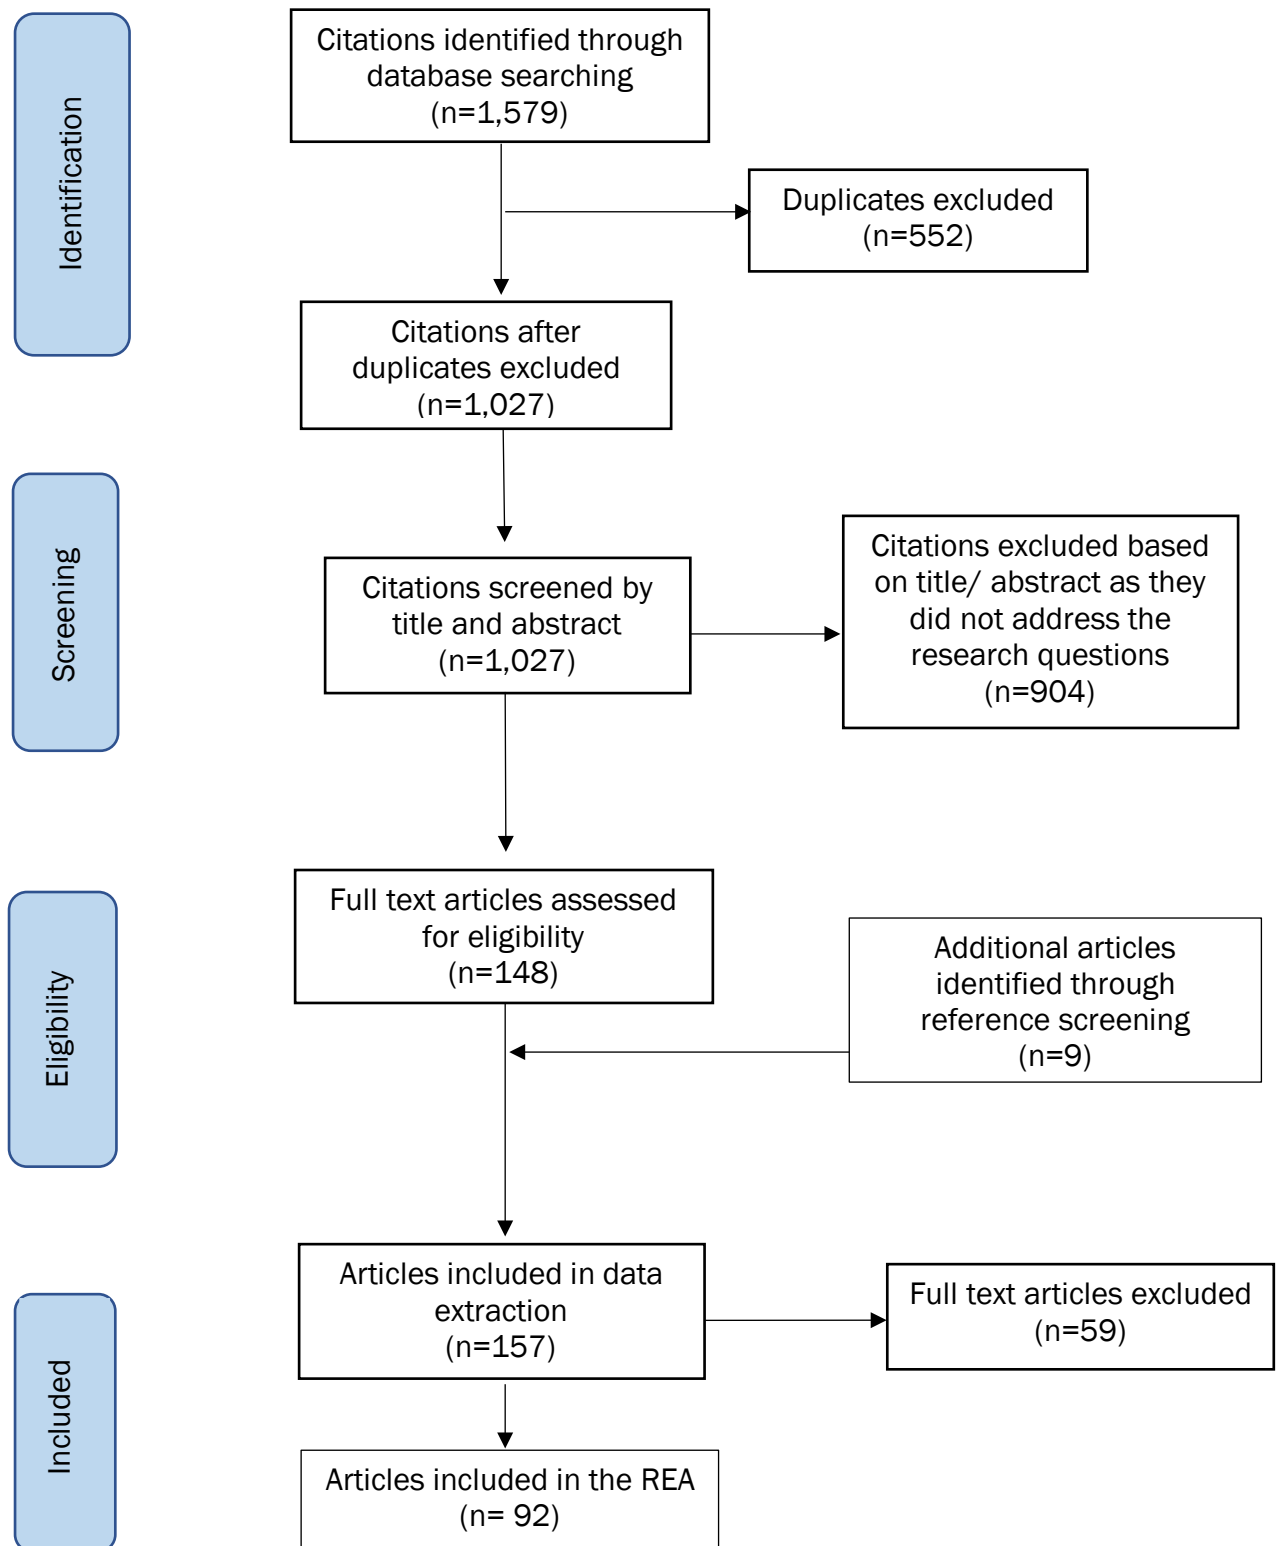 Identification
Citations identified through
database searching
(n=1,579)
Duplicates excluded
(n=552)
Citations after
duplicates excluded
(n=1,027)
Screening
Citations screened by
title and abstract
(n=1,027)
Citations excluded based
on title/ abstract as they
did not address the
research questions
(n=904)
Eligibility
Full text articles assessed
for eligibility
(n=148)
Additional articles
identified through
reference screening
(n=9)
Included
Articles included in data
extraction
(n=157)
Full text articles excluded
(n=59)
Articles included in the REA
(n= 92)